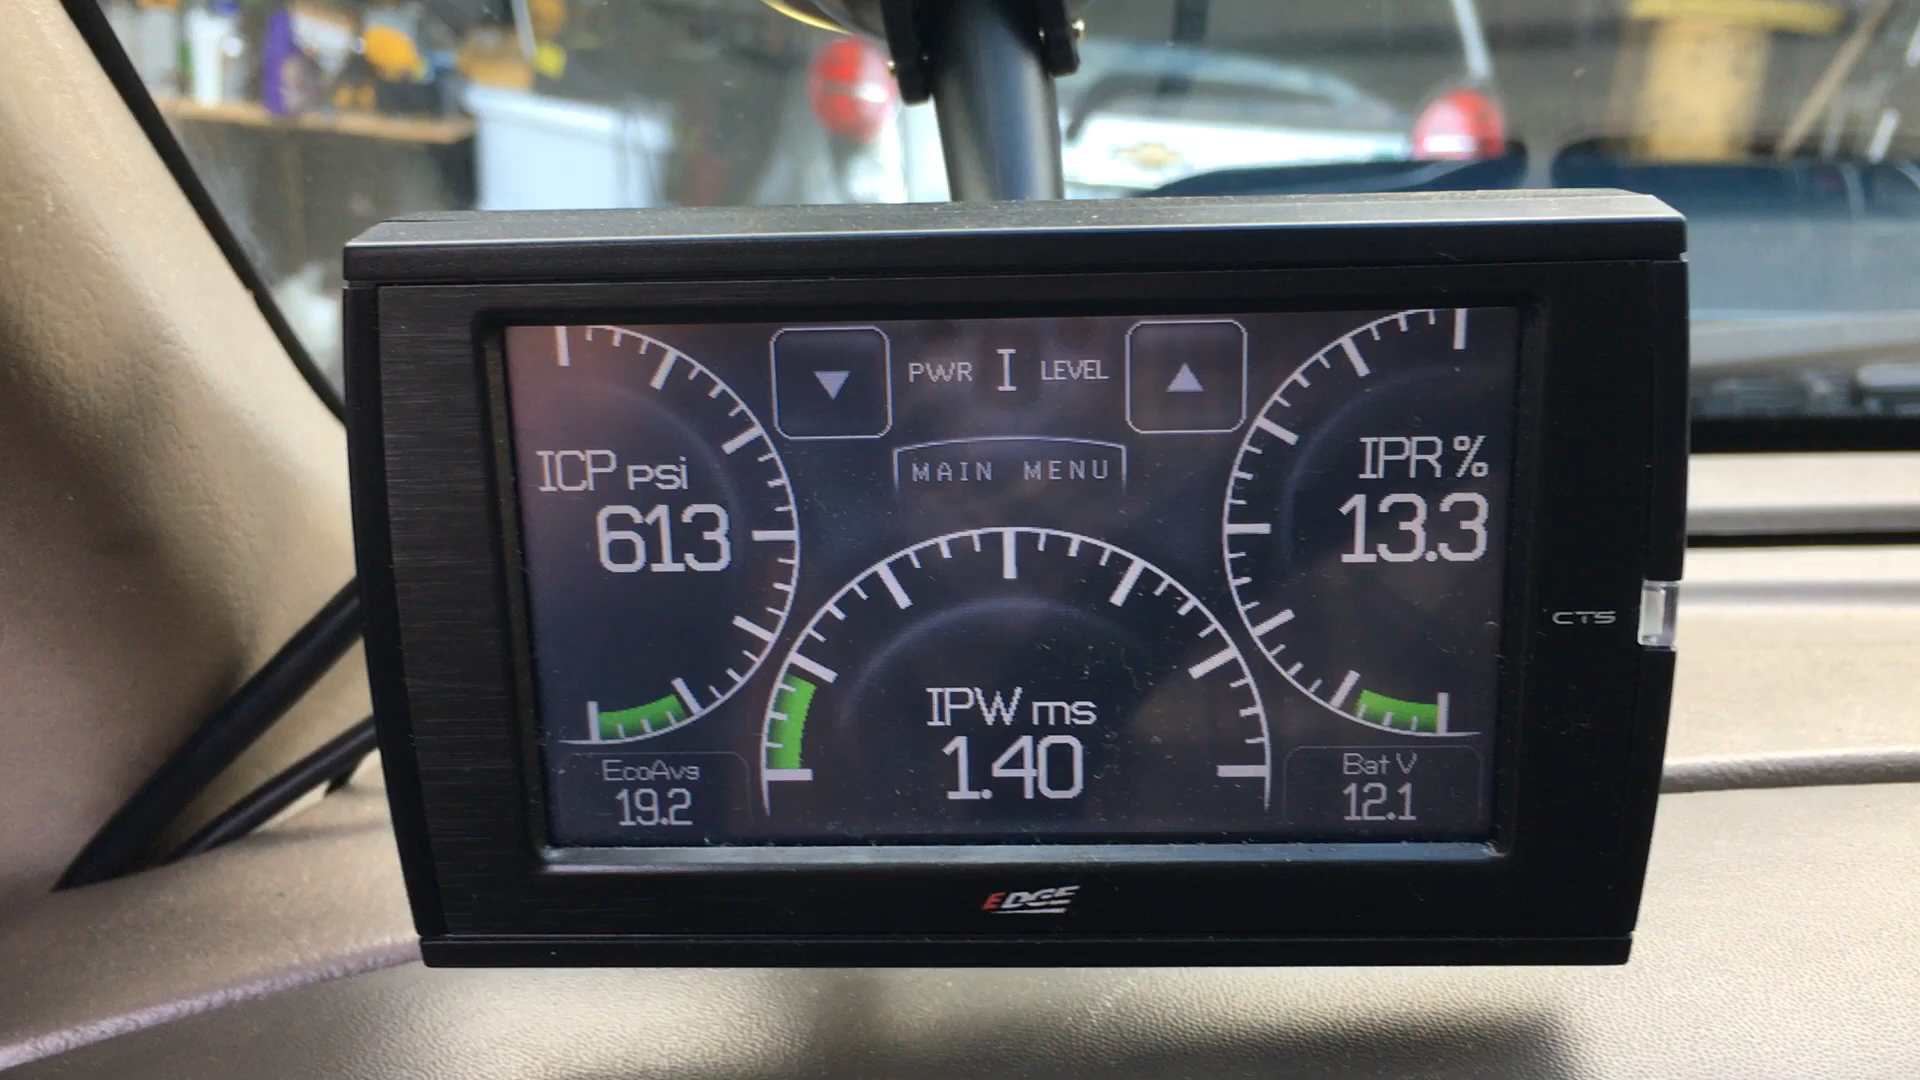 PWR I LEVEL
MAIN MENU
ICP psi
613
IPR %
13.3
IPW ms
1.40
EcoAvg
19.2
Bat V
12.1
CTS
EDGE